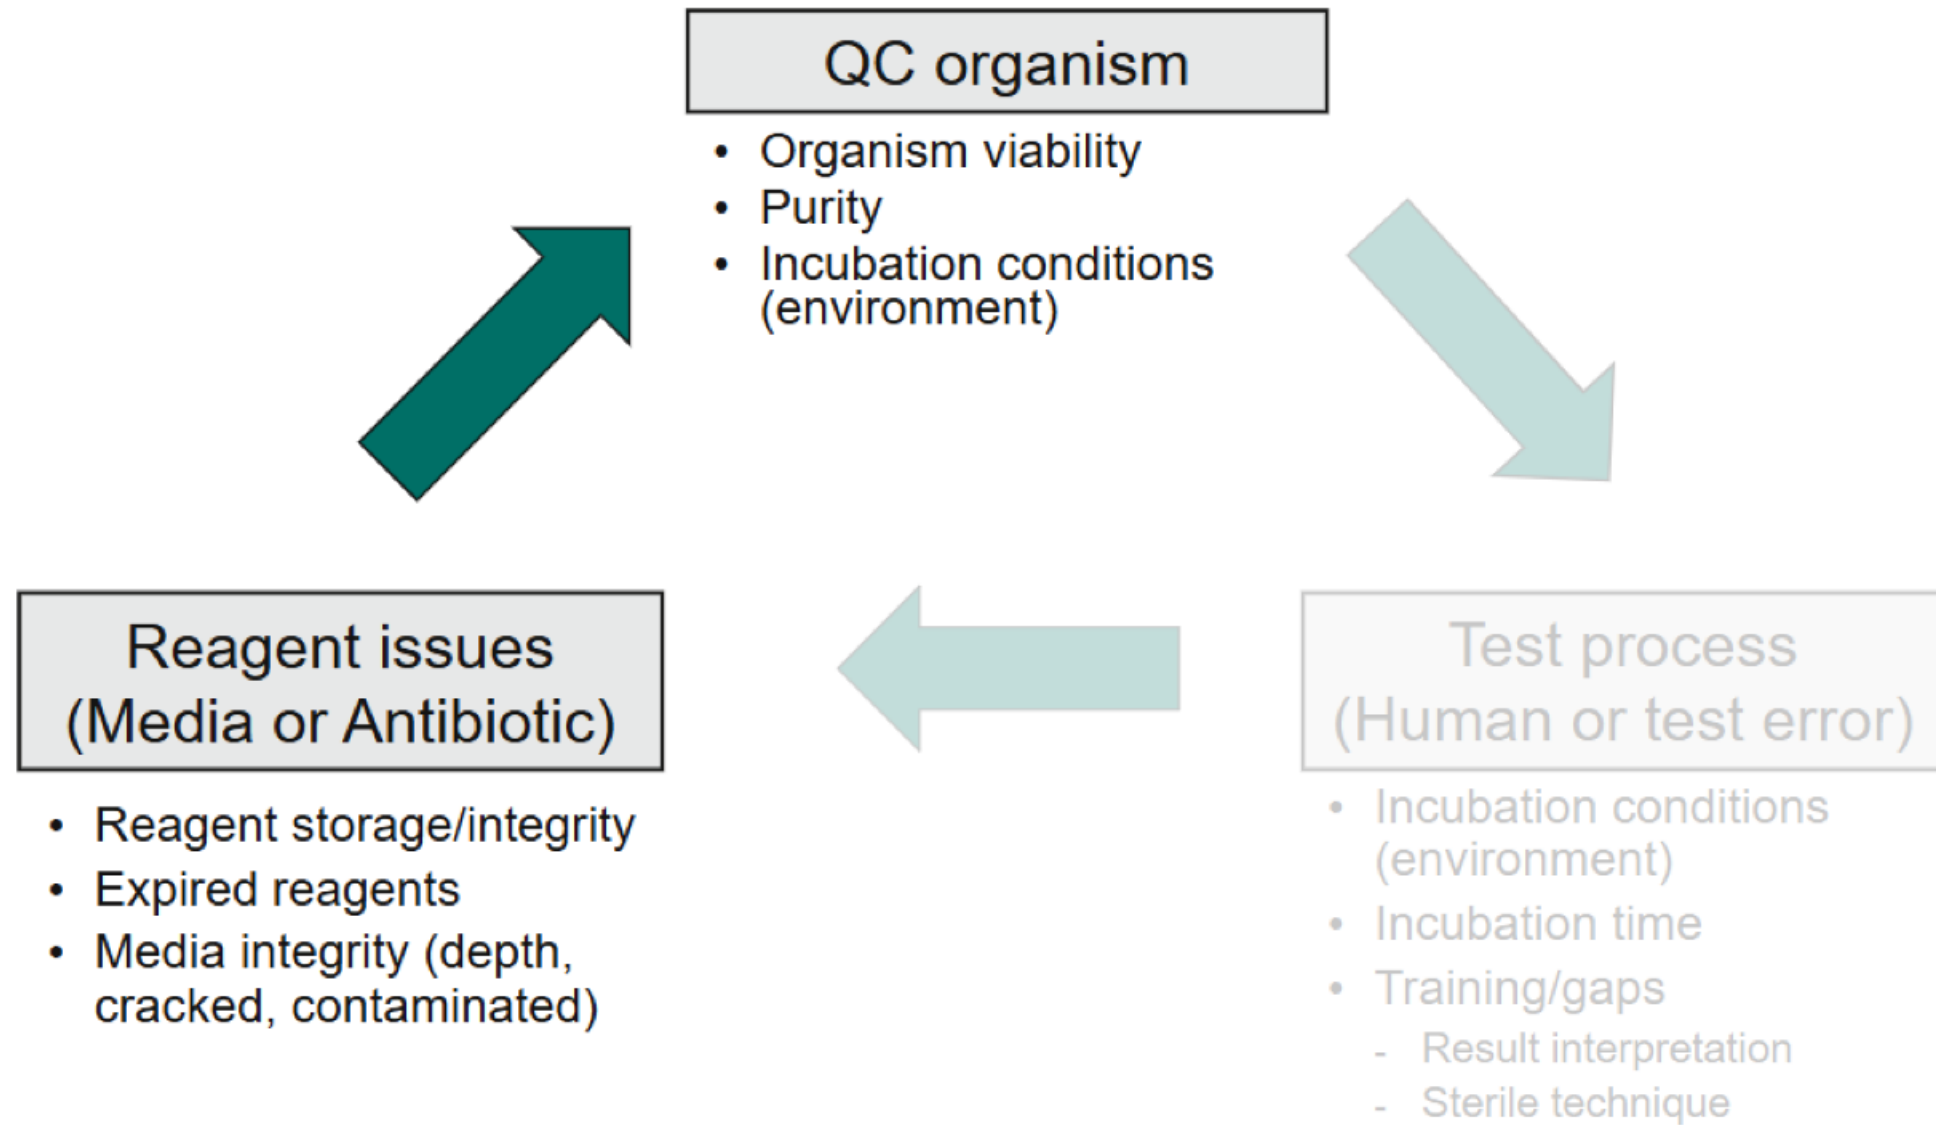 QC organism
• Organism viability
• Purity
• Incubation conditions
(environment)
Reagent issues
(Media or Antibiotic)
• Reagent storage/integrity
• Expired reagents
• Media integrity (depth,
cracked, contaminated)
Test process
(Human or test error)
• Incubation conditions
(environment)
• Incubation time
• Training/gaps
- Result interpretation
- Sterile technique